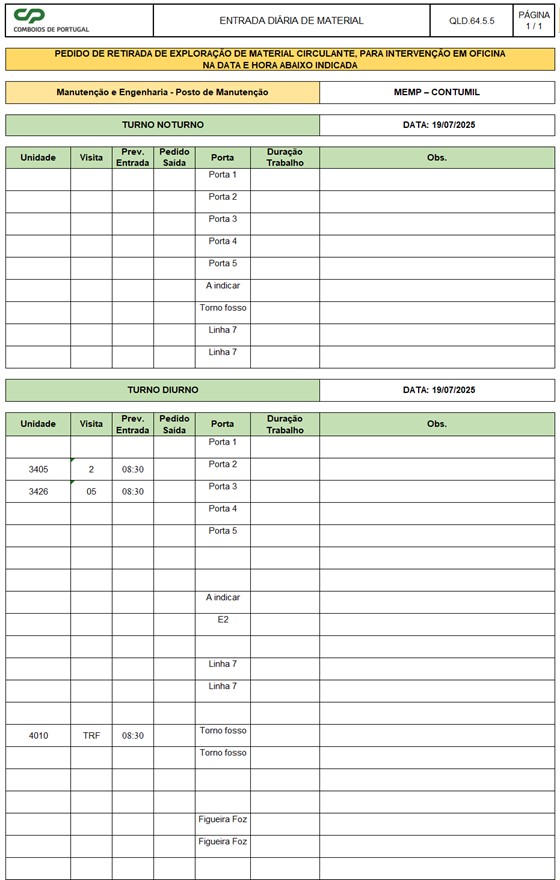 CP
COMBOIOS DE PORTUGAL
ENTRADA DIÁRIA DE MATERIAL
QLD.64.5.5
PÁGINA
1 / 1
PEDIDO DE RETIRADA DE EXPLORAÇÃO DE MATERIAL CIRCULANTE, PARA INTERVENÇÃO EM OFICINA
NA DATA E HORA ABAIXO INDICADA
Manutenção e Engenharia - Posto de Manutenção MEMP – CONTUMIL
TURNO NOTURNO DATA: 19/07/2025
Unidade Visita Prev. Entrada Pedido Saída Porta Duração Trabalho Obs.
Porta 1
Porta 2
Porta 3
Porta 4
Porta 5
A indicar
Torno fosso
Linha 7
Linha 7
TURNO DIURNO DATA: 19/07/2025
Unidade Visita Prev. Entrada Pedido Saída Porta Duração Trabalho Obs.
Porta 1
3405 2 08:30 Porta 2
3426 05 08:30 Porta 3
Porta 4
Porta 5
A indicar
E2
Linha 7
Linha 7
4010 TRF 08:30 Torno fosso
Torno fosso
Figueira Foz
Figueira Foz